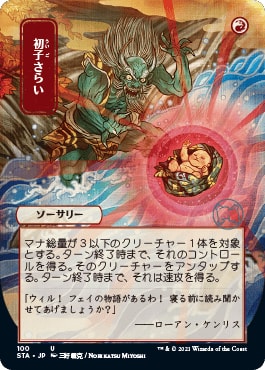 初子さらい
うい ご
ソーサリー
マナ総量が3以下のクリーチャー1体を対象
とする。ターン終了時まで、それのコントロー
ルを得る。そのクリーチャーをアンタップす
る。ターン終了時まで、それは速攻を得る。
「ウィル! フェイの物語があるわ! 寝る前に読み聞か
せてあげましょうか?」
――ローアン・ケンリス
100 U
STA・JP 三好載克/NORIKATSU MIYOSHI
™ & © 2021 Wizards of the Coast